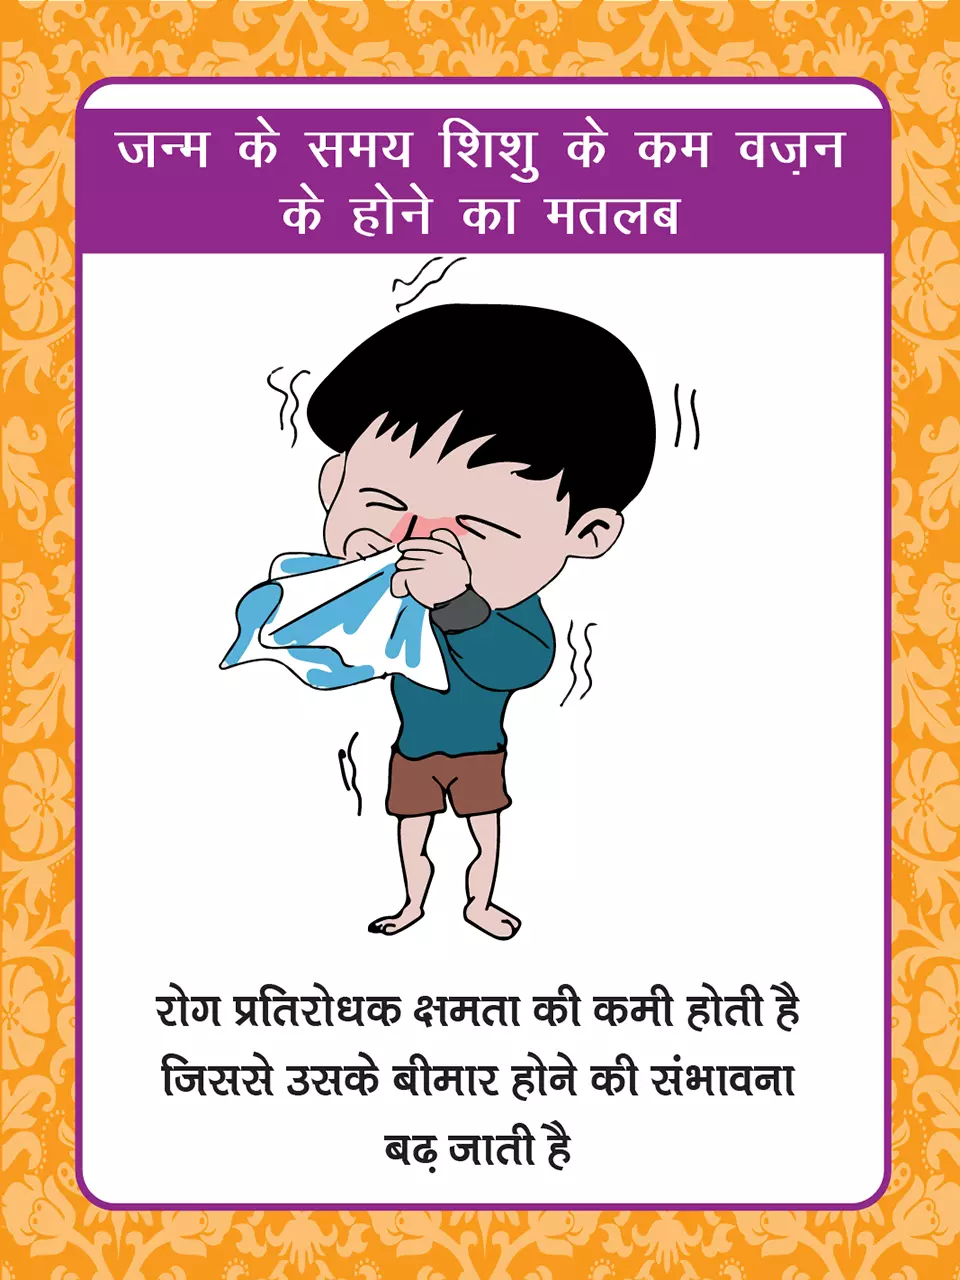 जन्म के समय शिशु के कम वज़न
के होने का मतलब
रोग प्रतिरोधक क्षमता की कमी होती है
जिससे उसके बीमार होने की संभावना
बढ़ जाती है